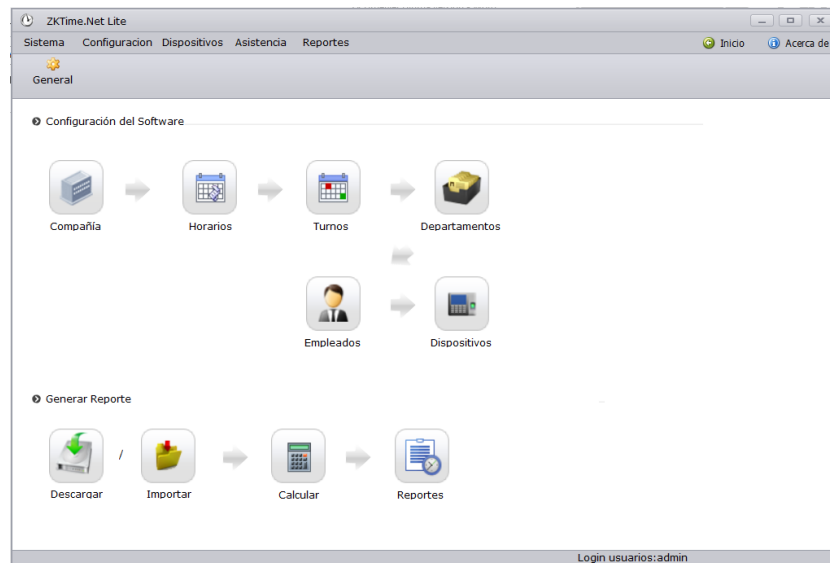 ZKTime.Net Lite
Sistema Configuracion Dispositivos Asistencia Reportes Inicio Acerca de
General
Configuración del Software
Compañía Horarios Turnos Departamentos
Empleados Dispositivos
Generar Reporte
/
Descargar Importar Calcular Reportes
Login usuarios:admin